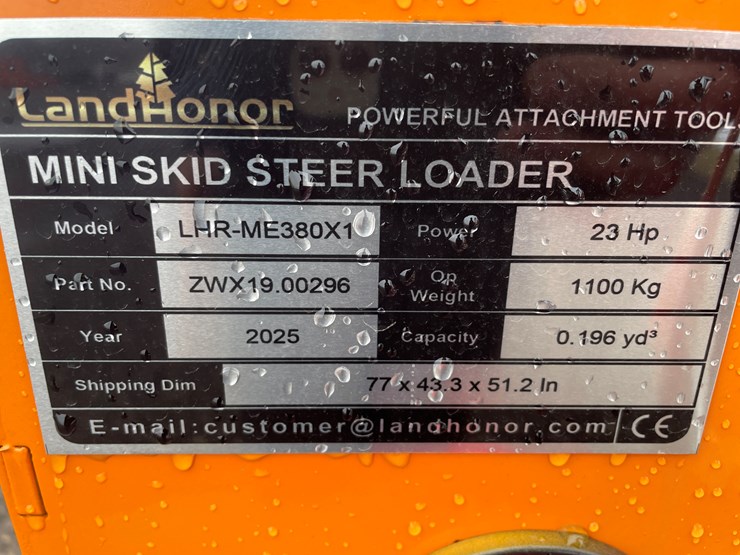 LandHonor POWERFUL ATTACHMENT TOOL
MINI SKID STEER LOADER
Model LHR-ME380X1 Power 23 Hp
Part No. ZWX19.00296 Op Weight 1100 Kg
Year 2025 Capacity 0.196 yd³
Shipping Dim 77 x 43.3 x 51.2 In
E-mail:customer@landhonor.com CE